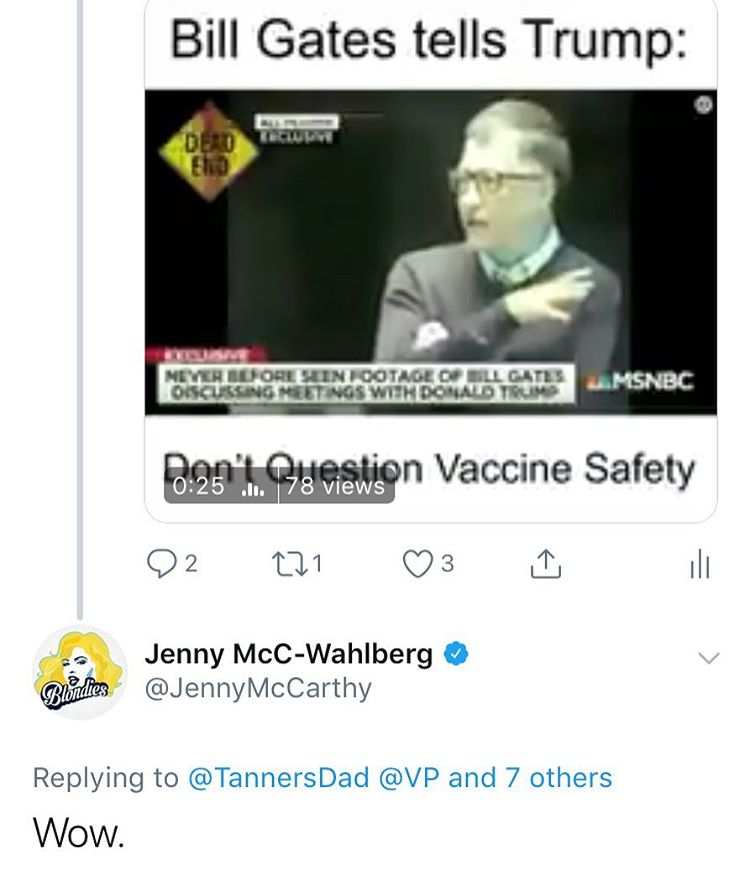 Bill Gates tells Trump:
DEAD
END
EXCLUSIVE
EXCLUSIVE
NEVER BEFORE SEEN FOOTAGE OF BILL GATES
DISCUSSING MEETINGS WITH DONALD TRUMP
MSNBC
Don't Question Vaccine Safety
0:25 78 views
2 1 3
Jenny McC-Wahlberg
Blondies
@JennyMcCarthy
Replying to @TannersDad @VP and 7 others
Wow.